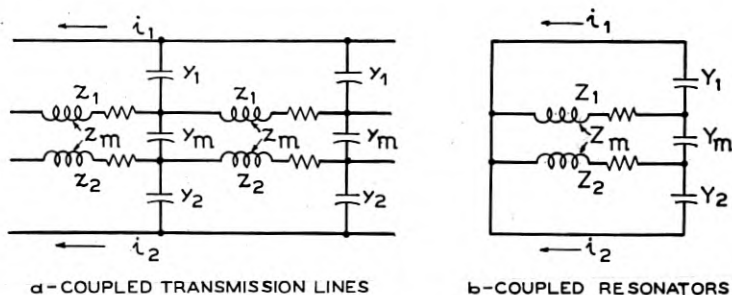 i1
i1
y1
y1
Y1
Z1
Z1
Z1
Zm
ym
Zm
ym
Zm
Ym
Z2
Z2
Z2
y2
y2
Y2
i2
i2
a-COUPLED TRANSMISSION LINES
b-COUPLED RESONATORS